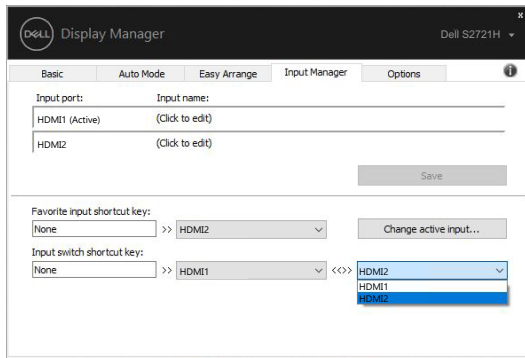 x
DELL Display Manager Dell S2721H
Basic Auto Mode Easy Arrange Input Manager Options i
Input port: Input name:
HDMI1 (Active) (Click to edit)
HDMI2 (Click to edit)
Save
Favorite input shortcut key:
None >> HDMI2 Change active input...
Input switch shortcut key:
None >> HDMI1 <<>> HDMI2
HDMI1
HDMI2